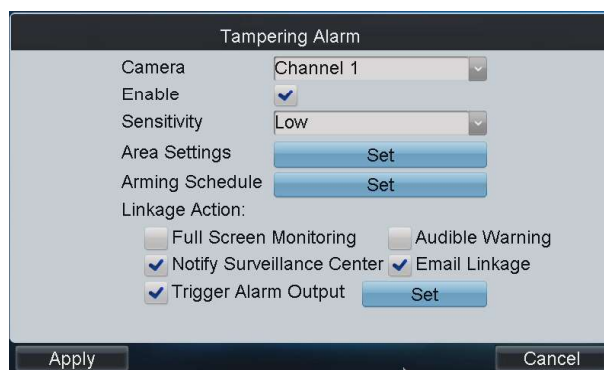 Tampering Alarm
Camera Channel 1
Enable
Sensitivity Low
Area Settings Set
Arming Schedule Set
Linkage Action:
Full Screen Monitoring Audible Warning
Notify Surveillance Center Email Linkage
Trigger Alarm Output Set
Apply Cancel